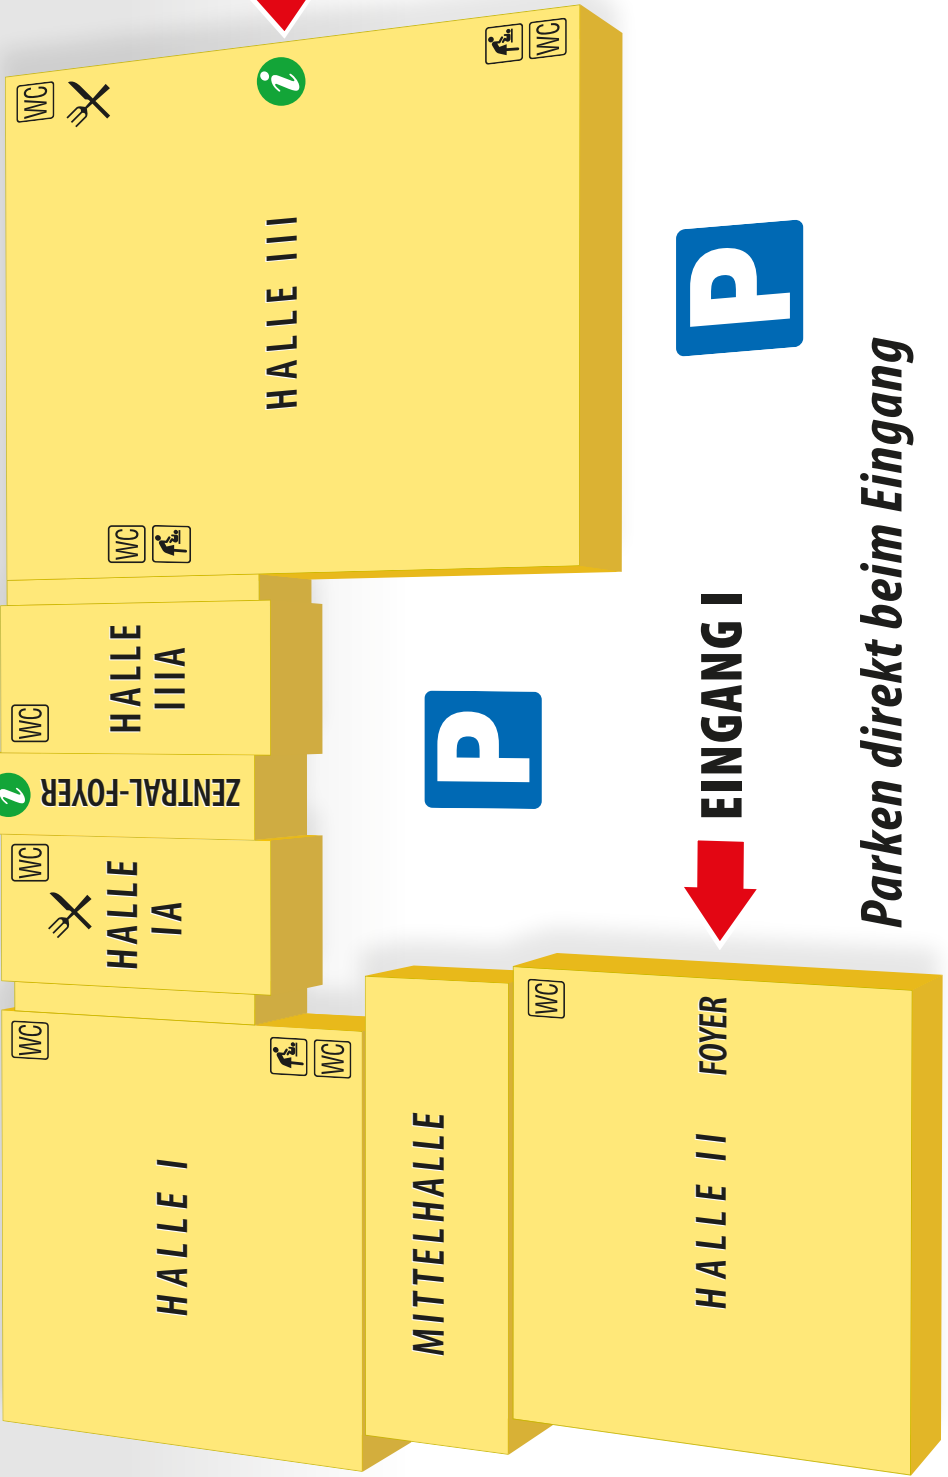 WC
i
WC
HALLE III
WC
P
HALLE
IIIA
WC
i
ZENTRAL-FOYER
P
WC
HALLE
IA
EINGANG I
Parken direkt beim Eingang
WC
WC
HALLE I
MITTELHALLE
WC
FOYER
HALLE II